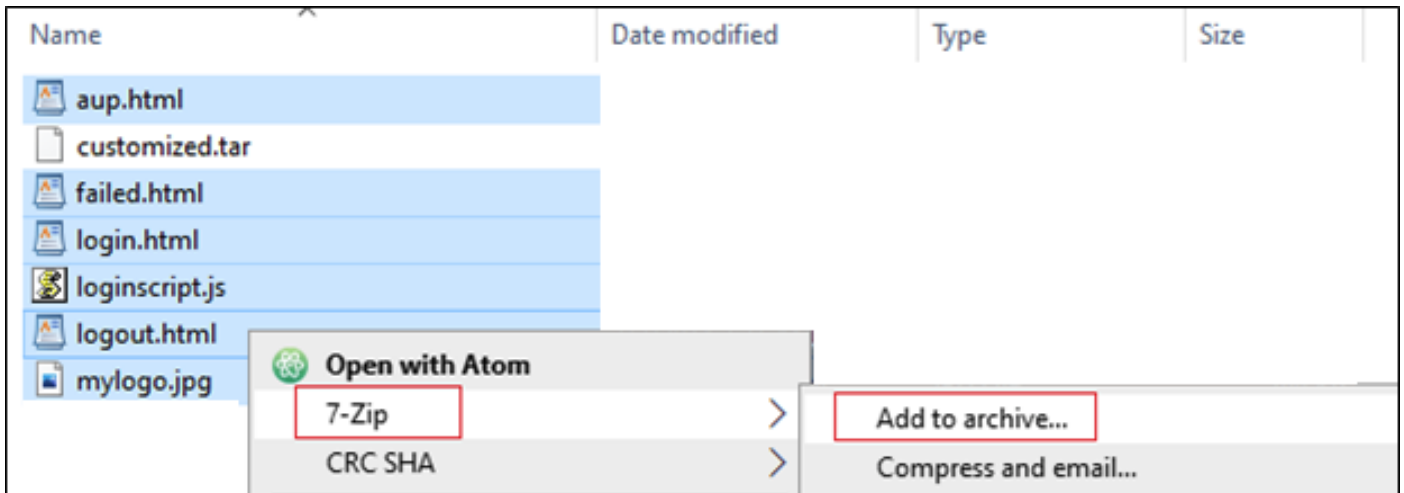 Name Date modified Type Size
aup.html
customized.tar
failed.html
login.html
loginscript.js
logout.html
Open with Atom
mylogo.jpg
7-Zip Add to archive...
CRC SHA Compress and email...